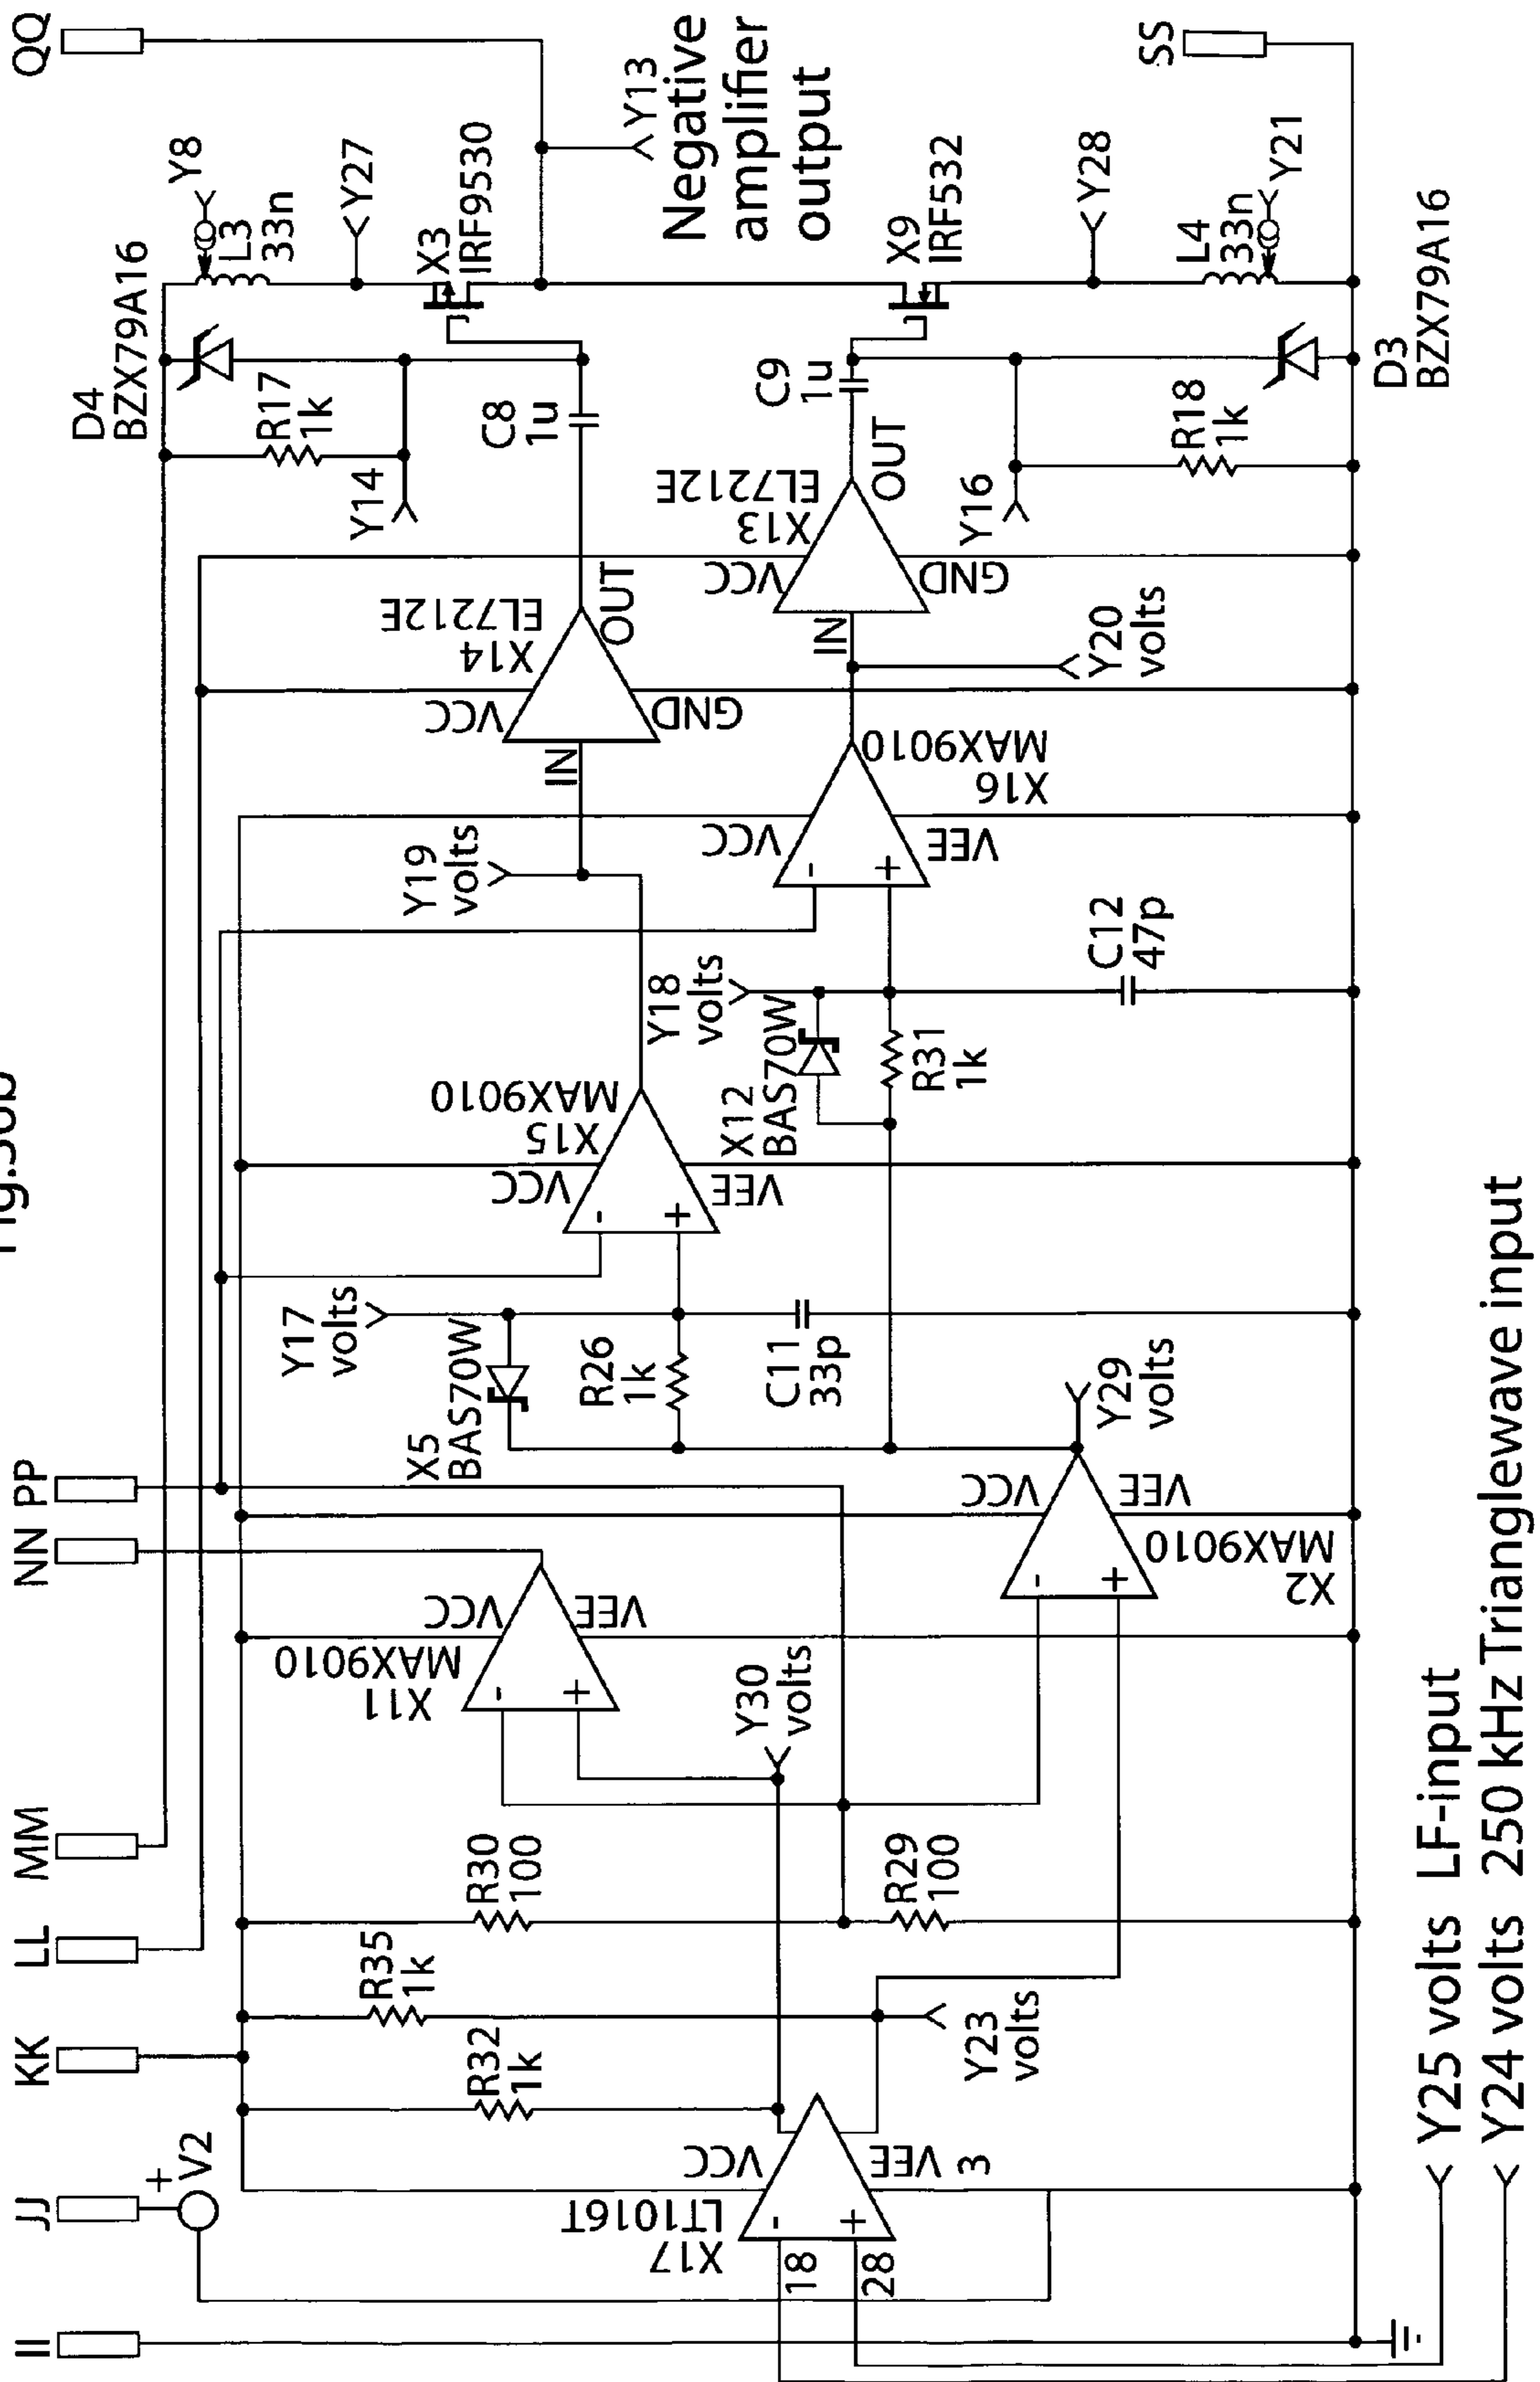 Fig.30b
II
JJ
KK
LL
MM
NN
PP
QQ
SS
+
V2
R32
1k
R35
1k
R30
100
R29
100
X17
LT1016T
VCC
VEE 3
-
+
18
28
Y23
volts
Y30
volts
X11
MAX9010
VCC
VEE
-
+
X2
MAX9010
VCC
VEE
-
+
Y29
volts
Y17
volts
X5
BAS70W
R26
1k
C11
33p
X15
MAX9010
VCC
VEE
-
+
Y18
volts
X12
BAS70W
R31
1k
C12
47p
Y19
volts
X16
MAX9010
VCC
VEE
-
+
Y20
volts
X14
EL7212E
VCC
GND
IN
OUT
X13
EL7212E
VCC
GND
IN
OUT
Y14
R17
1k
D4
BZX79A16
C8
1u
C9
1u
Y16
R18
1k
D3
BZX79A16
Y8
L3
33n
Y27
X3
IRF9530
X9
IRF532
Y28
L4
33n
Y21
Y13
Negative
amplifier
output
Y25 volts LF-input
Y24 volts 250 kHz Trianglewave input